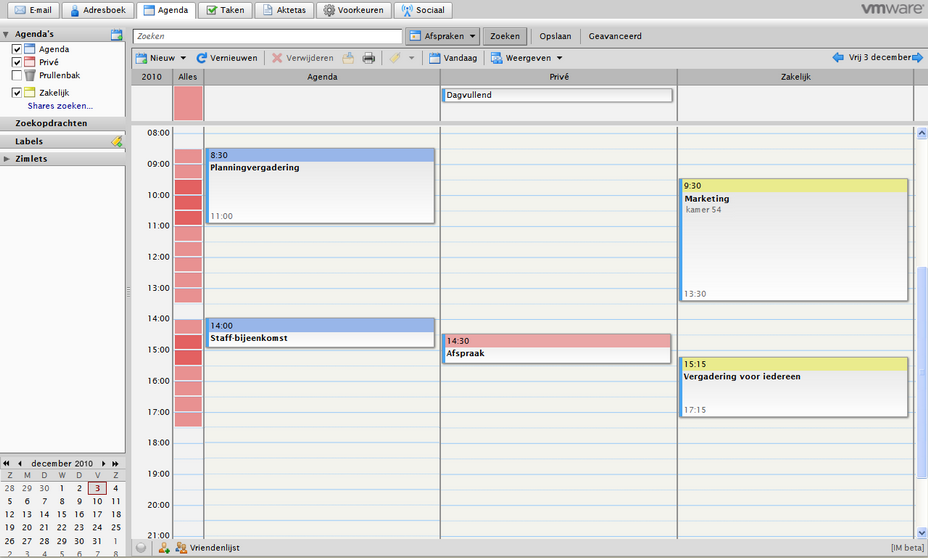 E-mail Adresboek Agenda Taken Aktetas Voorkeuren Sociaal vmware
Agenda's
Agenda
Privé
Prullenbak
Zakelijk
Shares zoeken...
Zoekopdrachten
Labels
Zimlets
Zoeken Afspraken Zoeken Opslaan Geavanceerd
Nieuw Vernieuwen Verwijderen Vandaag Weergeven Vrij 3 december
2010 Alles Agenda Privé Zakelijk
Dagvullend
08:00
09:00
10:00
11:00
12:00
13:00
14:00
15:00
16:00
17:00
18:00
19:00
20:00
21:00
8:30
Planningvergadering
11:00
14:00
Staff-bijeenkomst
14:30
Afspraak
9:30
Marketing
kamer 54
13:30
15:15
Vergadering voor iedereen
17:15
december 2010
Z M D W D V Z
28 29 30 1 2 3 4
5 6 7 8 9 10 11
12 13 14 15 16 17 18
19 20 21 22 23 24 25
26 27 28 29 30 31 1
2 3 4 5 6 7 8
Vriendenlijst [IM beta]